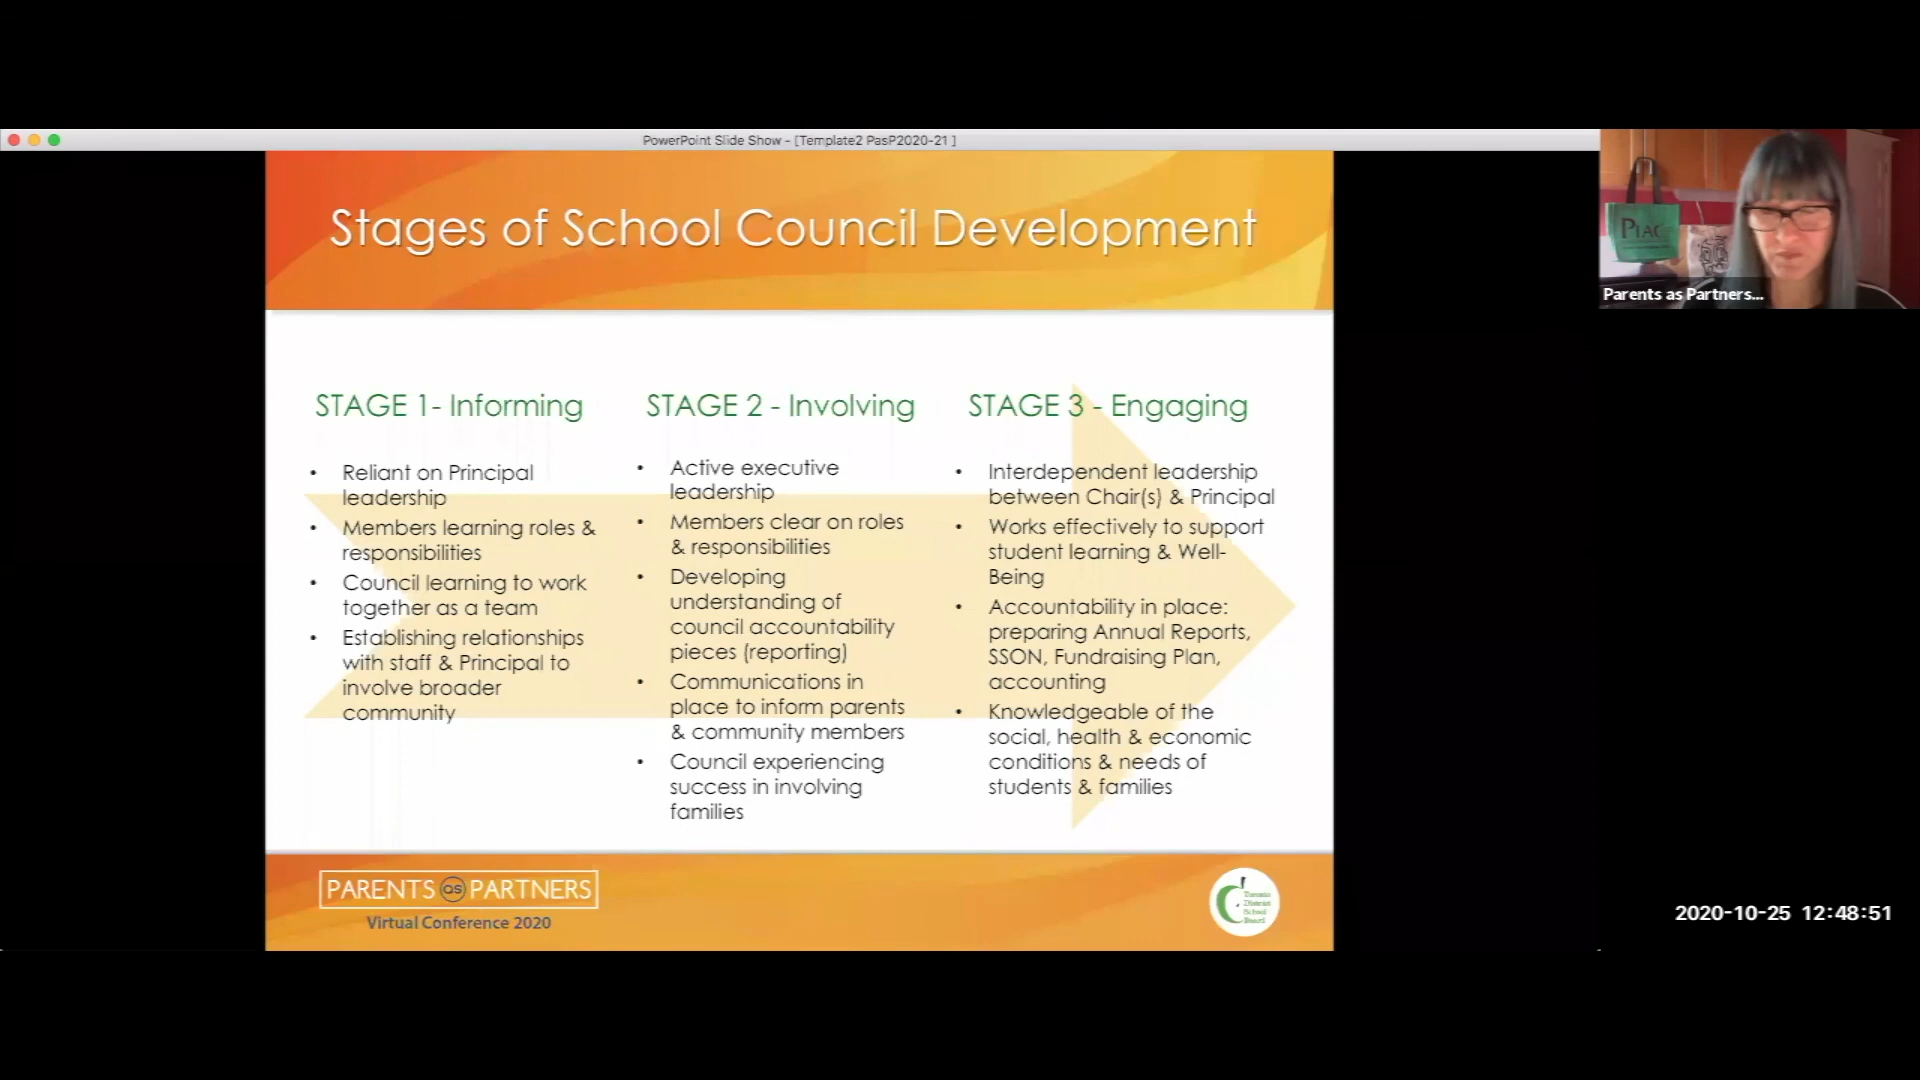 PowerPoint Slide Show - [Template2 PasP2020-21 ]
Stages of School Council Development
STAGE 1- Informing
• Reliant on Principal
leadership
• Members learning roles &
responsibilities
• Council learning to work
together as a team
• Establishing relationships
with staff & Principal to
involve broader
community
STAGE 2 - Involving
• Active executive
leadership
• Members clear on roles
& responsibilities
• Developing
understanding of
council accountability
pieces (reporting)
• Communications in
place to inform parents
& community members
• Council experiencing
success in involving
families
STAGE 3 - Engaging
• Interdependent leadership
between Chair(s) & Principal
• Works effectively to support
student learning & Well-
Being
• Accountability in place:
preparing Annual Reports,
SSON, Fundraising Plan,
accounting
• Knowledgeable of the
social, health & economic
conditions & needs of
students & families
PARENTS as PARTNERS
Virtual Conference 2020
Toronto
District
School
Board
PIAC
Parents as Partners...
2020-10-25 12:48:51